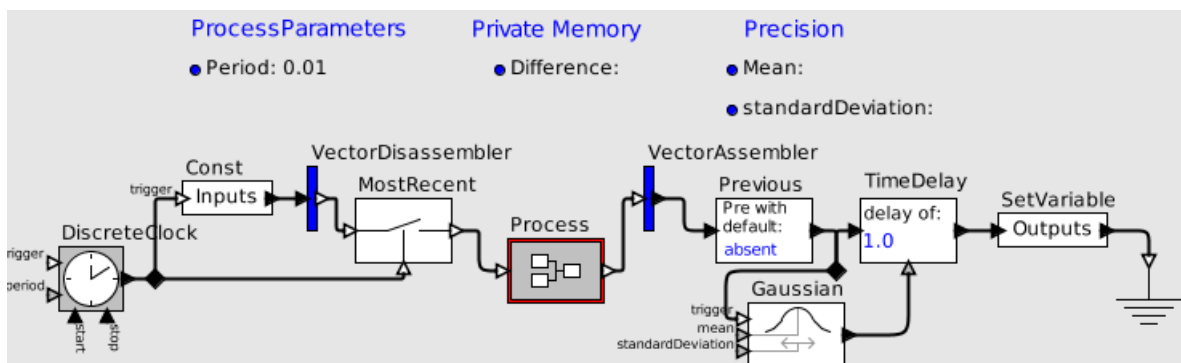 ProcessParameters
Private Memory
Precision
Period: 0.01
Difference:
Mean:
standardDeviation:
VectorDisassembler
VectorAssembler
Const
MostRecent
Previous
TimeDelay
SetVariable
trigger
Inputs
Pre with
default:
absent
delay of:
1.0
Outputs
Process
DiscreteClock
rigger
period
start
stop
Gaussian
trigger
mean
standardDeviation